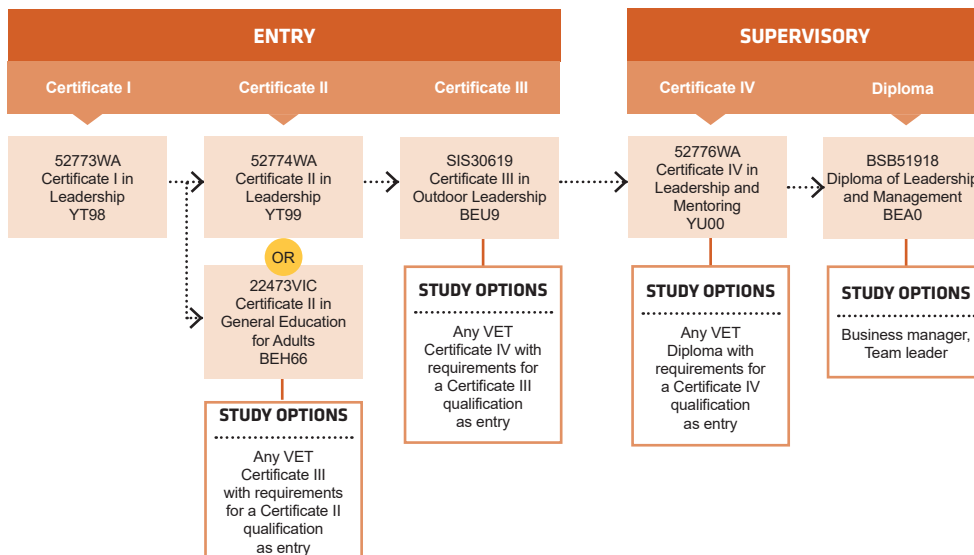 ENTRY
SUPERVISORY
Certificate I
Certificate II
Certificate III
Certificate IV
Diploma
52773WA
Certificate I in
Leadership
YT98
52774WA
Certificate II in
Leadership
YT99
SIS30619
Certificate III in
Outdoor Leadership
BEU9
52776WA
Certificate IV in
Leadership and
Mentoring
YU00
BSB51918
Diploma of Leadership
and Management
BEA0
OR
22473VIC
Certificate II in
General Education
for Adults
BEH66
STUDY OPTIONS
Any VET
Certificate III
with requirements
for a Certificate II
qualification
as entry
STUDY OPTIONS
Any VET
Certificate IV with
requirements for
a Certificate III
qualification
as entry
STUDY OPTIONS
Any VET
Diploma with
requirements for
a Certificate IV
qualification
as entry
STUDY OPTIONS
Business manager,
Team leader